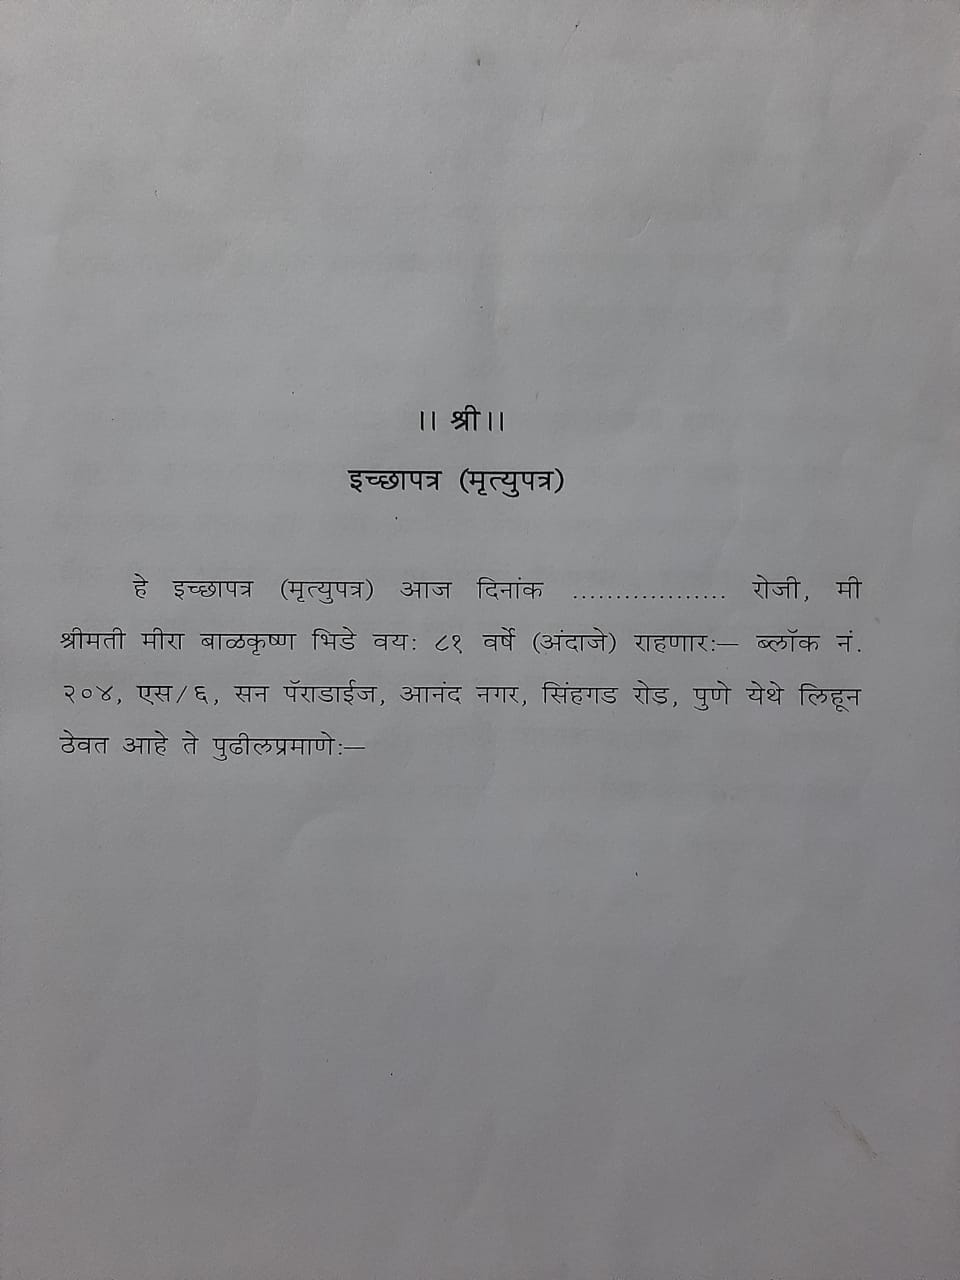 ।। श्री।।
इच्छापत्र (मृत्युपत्र)
हे इच्छापत्र (मृत्युपत्र) आज दिनांक .................. रोजी, मी
श्रीमती मीरा बाळकृष्ण भिडे वय: ८१ वर्षे (अंदाजे) राहणार:– ब्लॉक नं.
२०४, एस/६, सन पॅराडाईज, आनंद नगर, सिंहगड रोड, पुणे येथे लिहून
ठेवत आहे ते पुढीलप्रमाणे:–